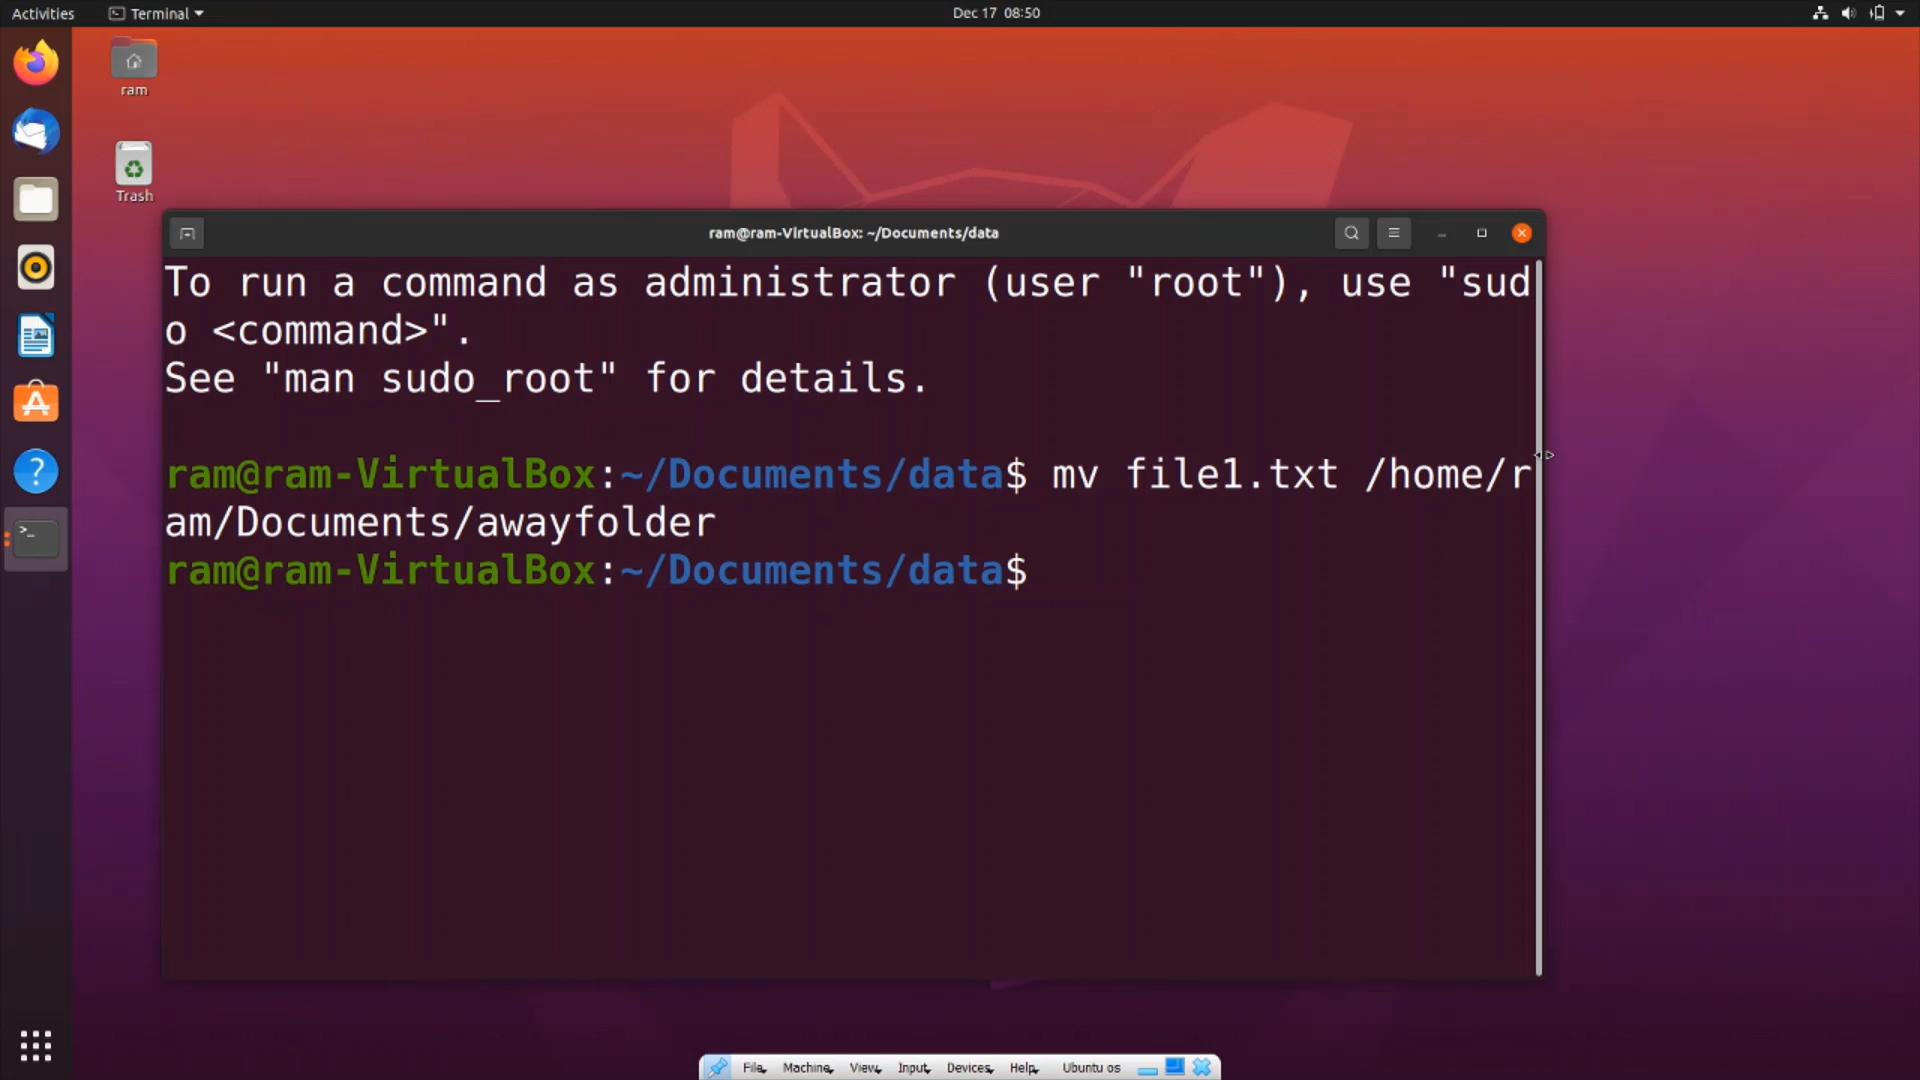 Activities Terminal Dec 17 08:50
ram
Trash
ram@ram-VirtualBox: ~/Documents/data
To run a command as administrator (user "root"), use "sud
o <command>".
See "man sudo_root" for details.
ram@ram-VirtualBox:~/Documents/data$ mv file1.txt /home/r
am/Documents/awayfolder
ram@ram-VirtualBox:~/Documents/data$
File Machine View Input Devices Help Ubuntu os